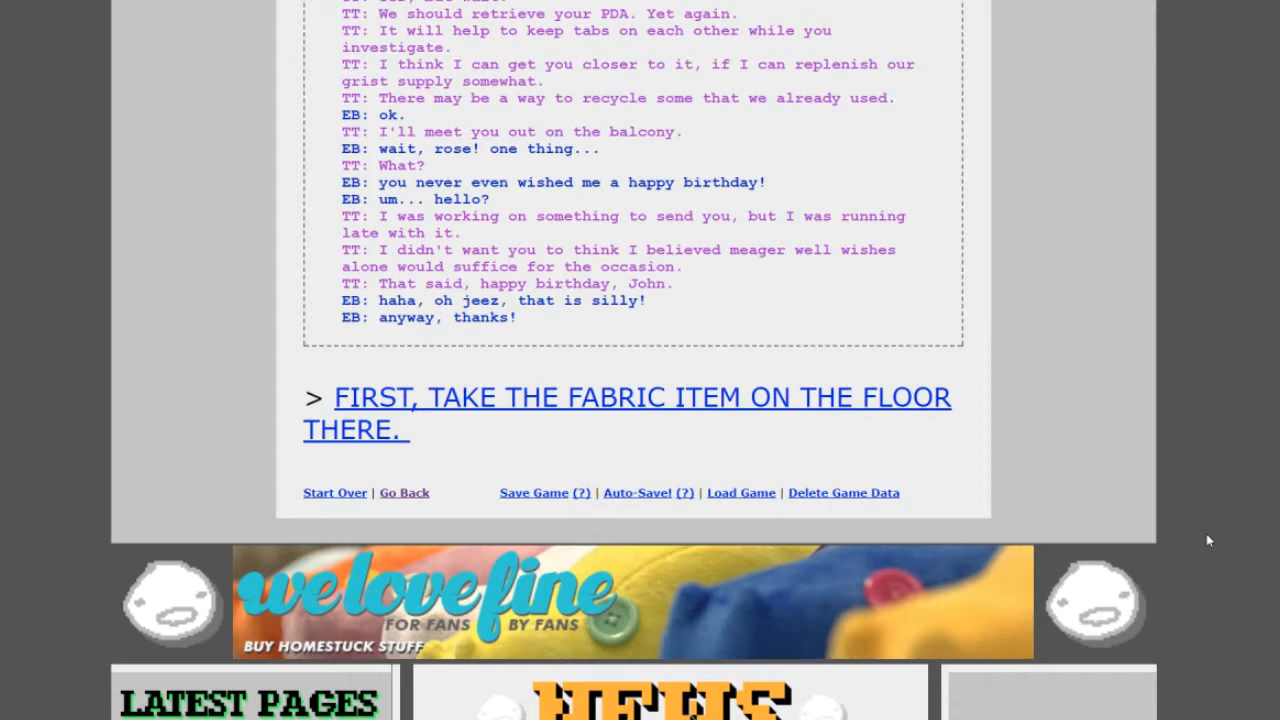 TT: We should retrieve your PDA. Yet again.
TT: It will help to keep tabs on each other while you
investigate.
TT: I think I can get you closer to it, if I can replenish our
grist supply somewhat.
TT: There may be a way to recycle some that we already used.
EB: ok.
TT: I'll meet you out on the balcony.
EB: wait, rose! one thing...
TT: What?
EB: you never even wished me a happy birthday!
EB: um... hello?
TT: I was working on something to send you, but I was running
late with it.
TT: I didn't want you to think I believed meager well wishes
alone would suffice for the occasion.
TT: That said, happy birthday, John.
EB: haha, oh jeez, that is silly!
EB: anyway, thanks!
> FIRST, TAKE THE FABRIC ITEM ON THE FLOOR
THERE.
Start Over | Go Back Save Game (?) | Auto-Save! (?) | Load Game | Delete Game Data
welovefine
FOR FANS BY FANS
BUY HOMESTUCK STUFF
LATEST PAGES
NEWS